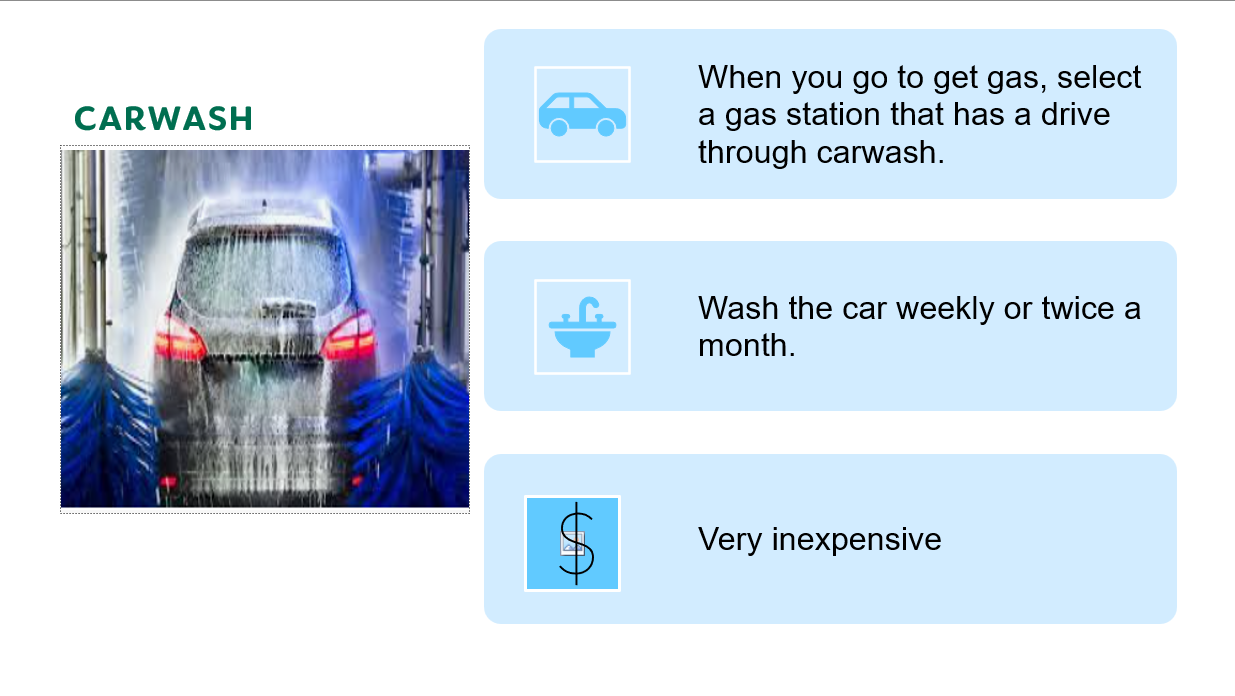 CARWASH
When you go to get gas, select
a gas station that has a drive
through carwash.
Wash the car weekly or twice a
month.
$
Very inexpensive